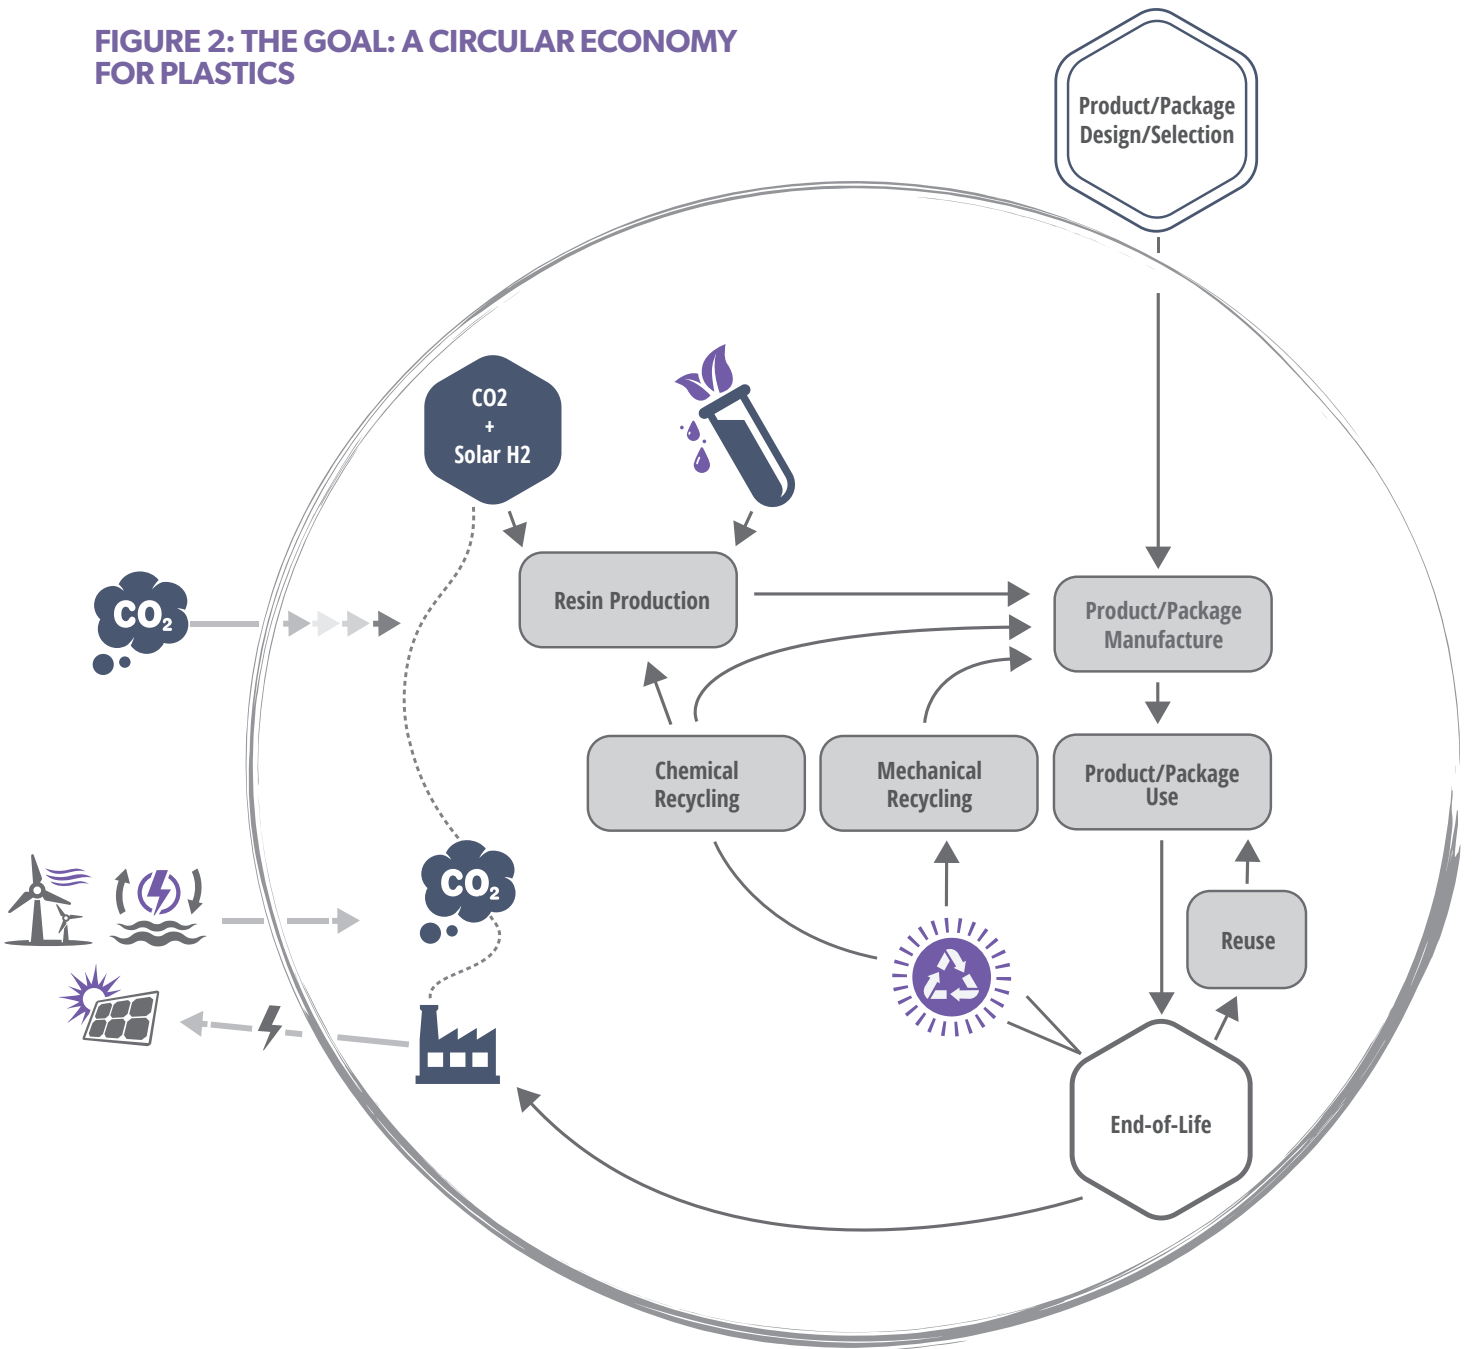 FIGURE 2: THE GOAL: A CIRCULAR ECONOMY
FOR PLASTICS
Product/Package
Design/Selection
CO2
+
Solar H2
CO2
Resin Production
Product/Package
Manufacture
Chemical
Recycling
Mechanical
Recycling
Product/Package
Use
CO2
Reuse
End-of-Life